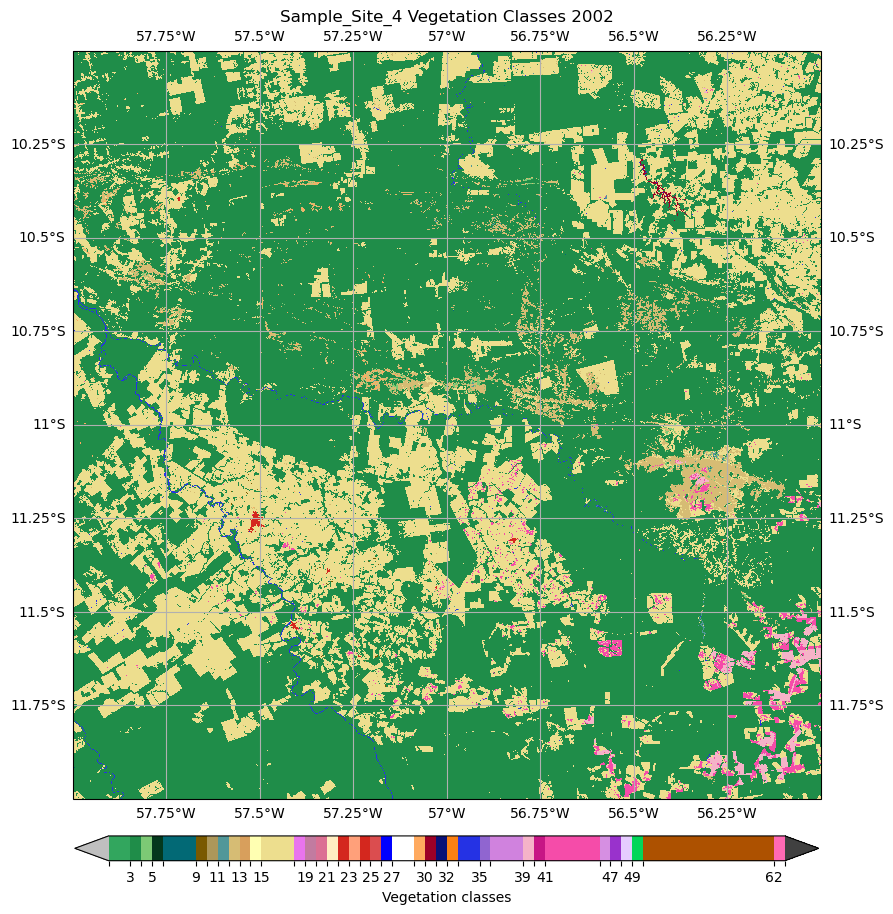 Sample_Site_4 Vegetation Classes 2002
57.75°W 57.5°W 57.25°W 57°W 56.75°W 56.5°W 56.25°W
10.25°S 10.25°S
10.5°S 10.5°S
10.75°S 10.75°S
11°S 11°S
11.25°S 11.25°S
11.5°S 11.5°S
11.75°S 11.75°S
57.75°W 57.5°W 57.25°W 57°W 56.75°W 56.5°W 56.25°W
3 5 9 11 13 15 19 21 23 25 27 30 32 35 39 41 47 49 62
Vegetation classes